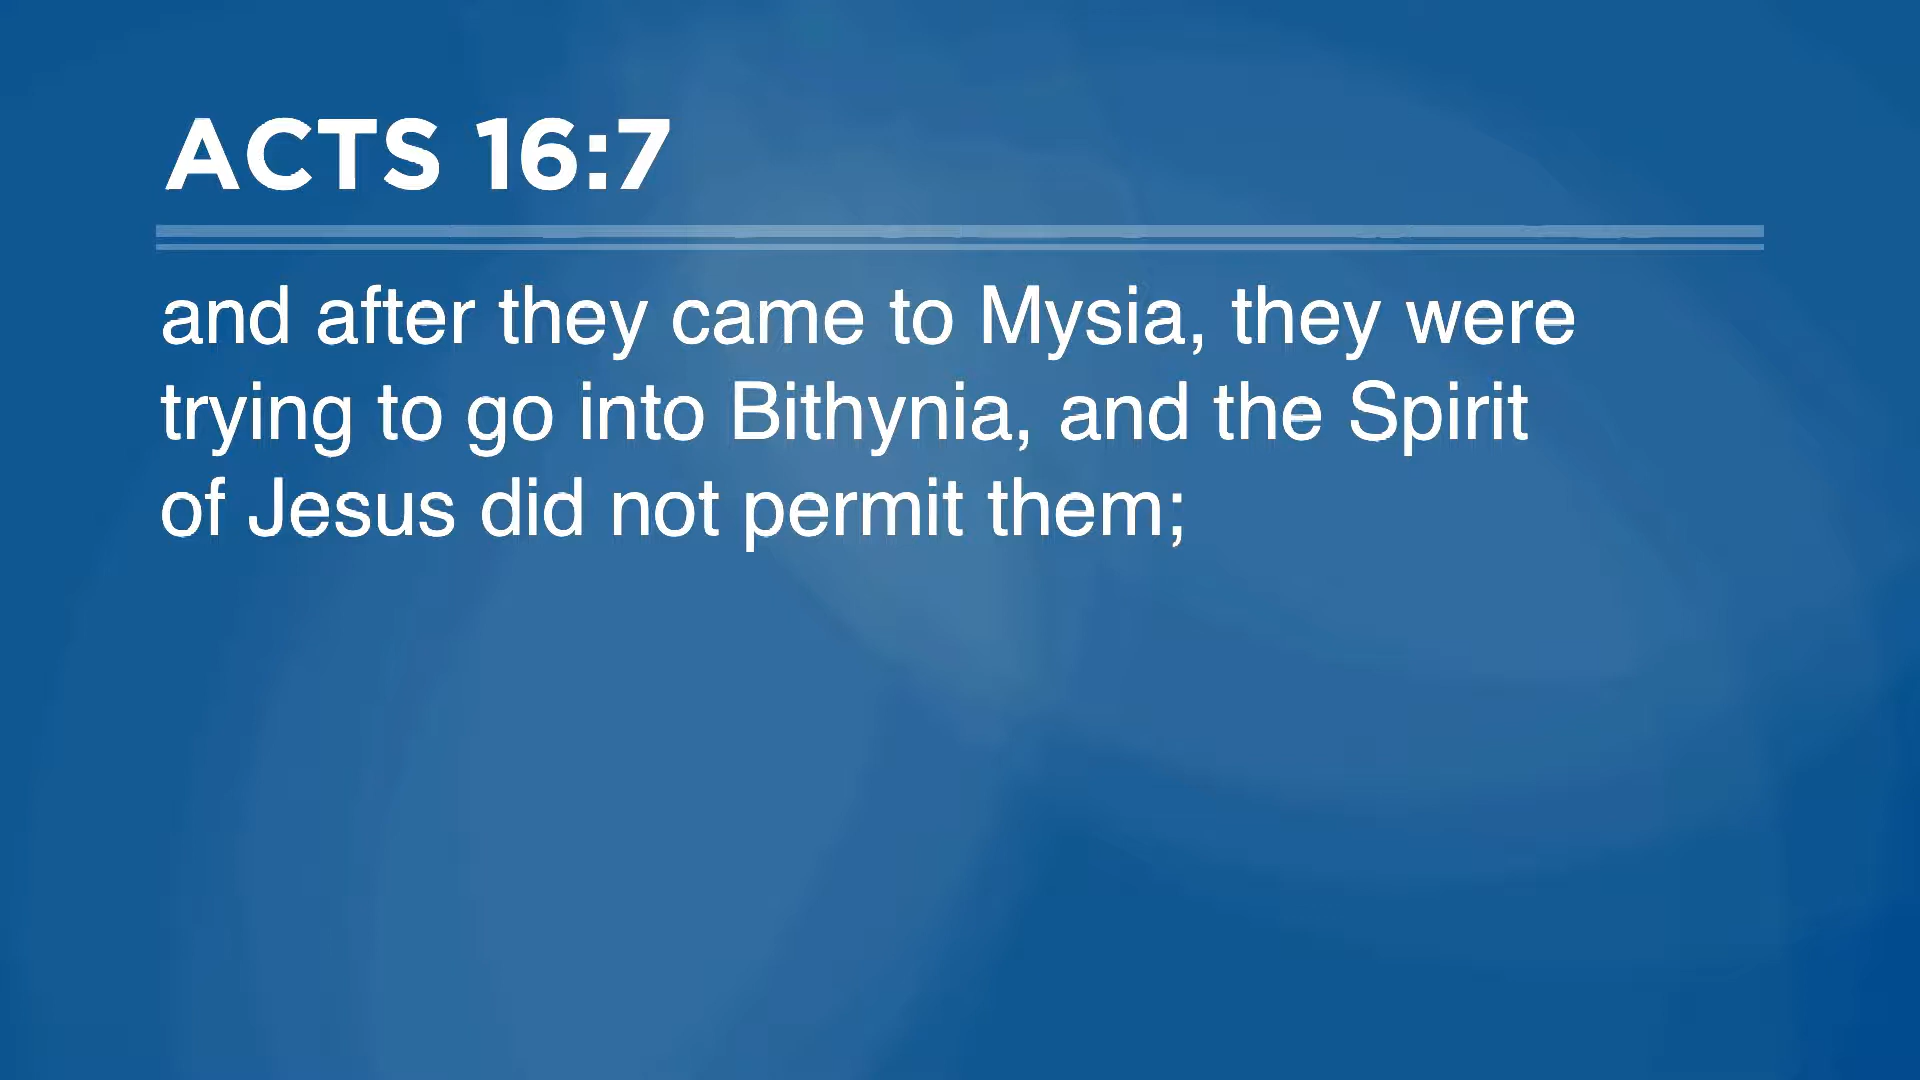 ACTS 16:7
and after they came to Mysia, they were
trying to go into Bithynia, and the Spirit
of Jesus did not permit them;